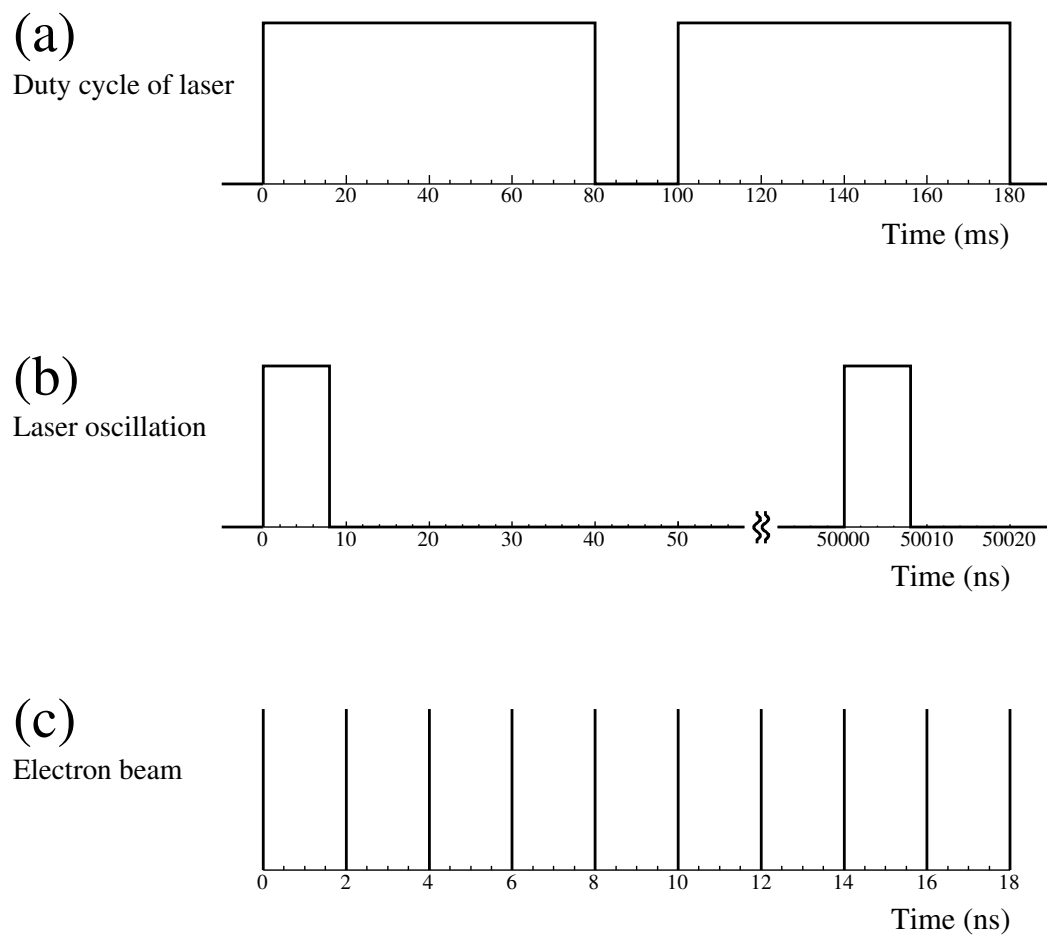 (a)
Duty cycle of laser
0 20 40 60 80 100 120 140 160 180
Time (ms)
(b)
Laser oscillation
0 10 20 30 40 50 50000 50010 50020
Time (ns)
(c)
Electron beam
0 2 4 6 8 10 12 14 16 18
Time (ns)